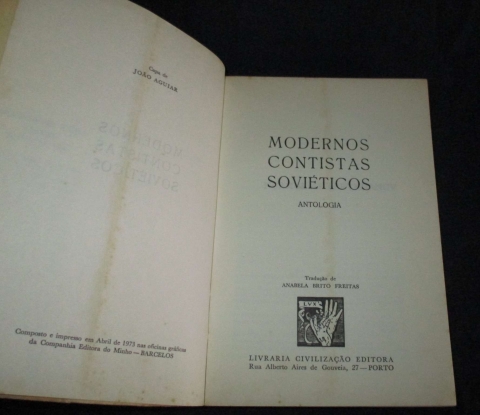 Capa de
JOÃO AGUIAR
Composto e impresso em Abril de 1975 nas oficinas gráficas
da Companhia Editora do Minho — BARCELOS
MODERNOS
CONTISTAS
SOVIÉTICOS
ANTOLOGIA
Tradução de
ANABELA BRITO FREITAS
LIVRARIA CIVILIZAÇÃO EDITORA
Rua Alberto Aires de Gouveia, 27 — PORTO